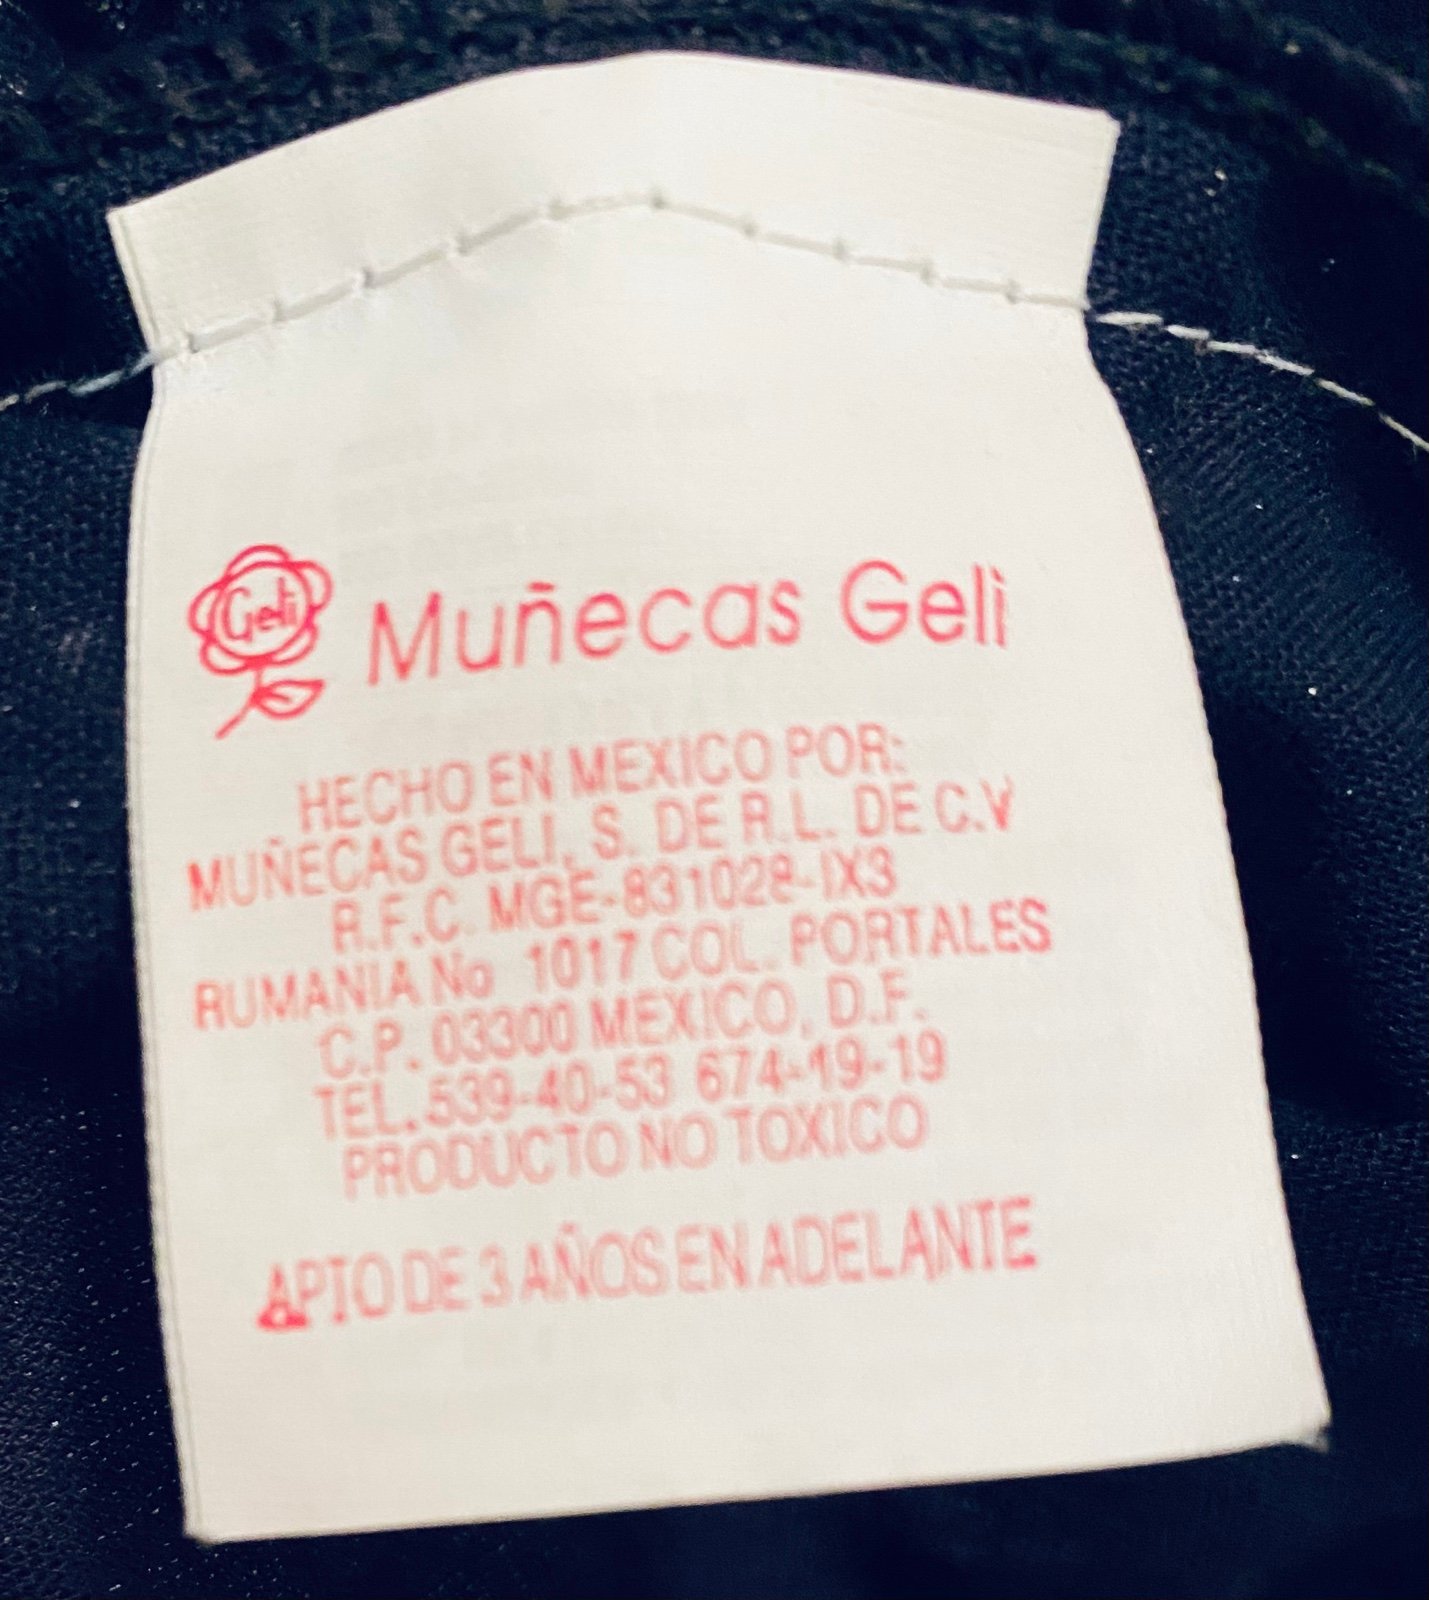 Geli
Muñecas Geli
HECHO EN MEXICO POR:
MUÑECAS GELI, S. DE R.L. DE C.V
R.F.C. MGE-831028-IX3
RUMANIA No 1017 COL. PORTALES
C.P. 03300 MEXICO, D.F.
TEL. 539-40-53 674-19-19
PRODUCTO NO TOXICO
APTO DE 3 AÑOS EN ADELANTE